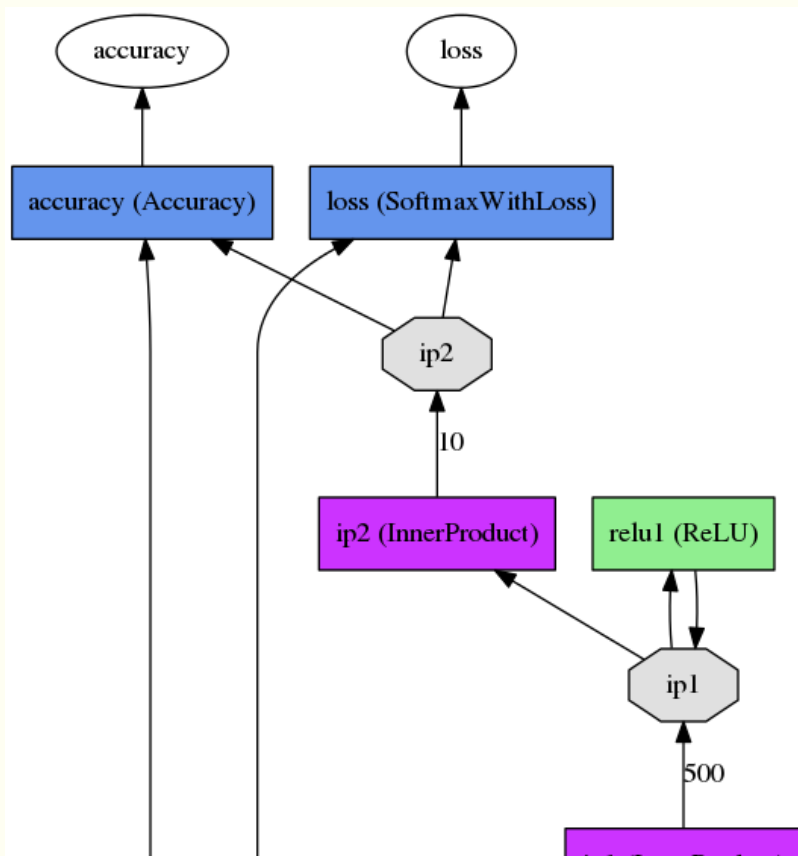 accuracy
loss
accuracy (Accuracy)
loss (SoftmaxWithLoss)
ip2
10
ip2 (InnerProduct)
relu1 (ReLU)
ip1
500